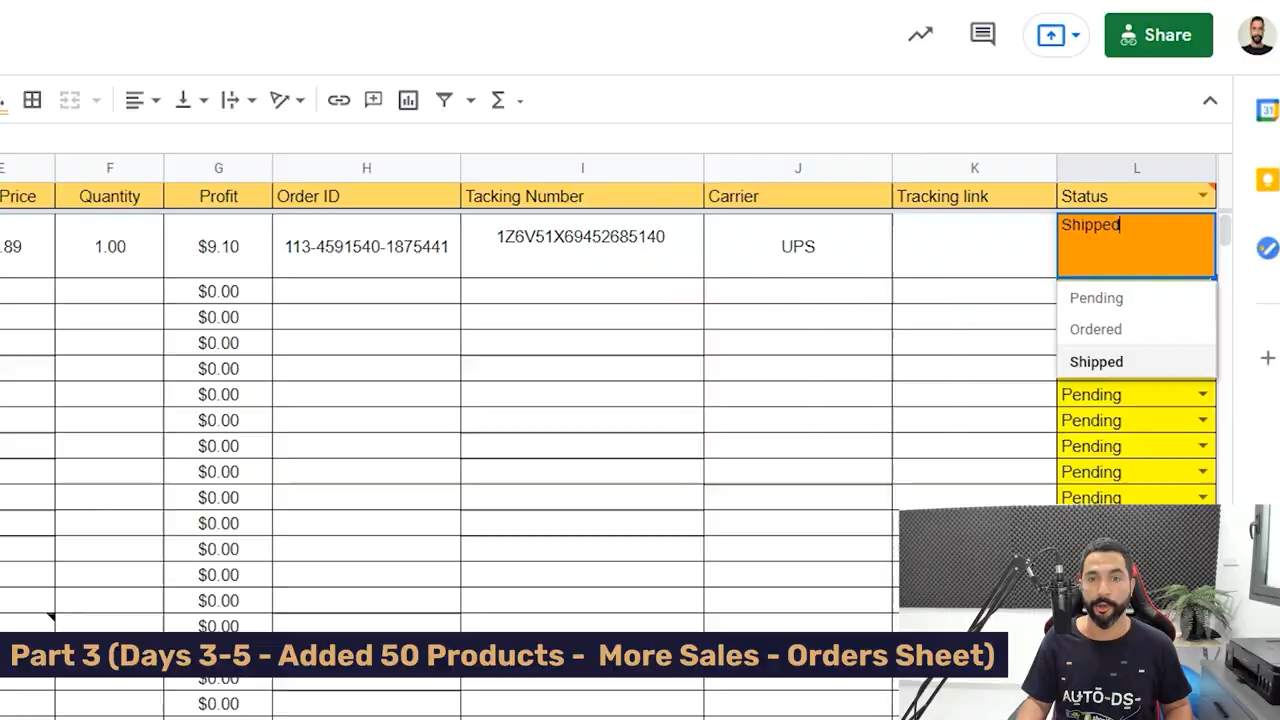 Share
31
E F G H I J K L
Price Quantity Profit Order ID Tacking Number Carrier Tracking link Status
.89 1.00 $9.10 113-4591540-1875441 1Z6V51X69452685140 UPS Shipped
$0.00 Pending
$0.00 Ordered
$0.00
$0.00 Shipped
$0.00 Pending
$0.00 Pending
$0.00 Pending
$0.00 Pending
$0.00 Pending
$0.00
$0.00
$0.00
$0.00
$0.00
Part 3 (Days 3-5 - Added 50 Products - More Sales - Orders Sheet)
$0.00
$0.00
AUTO-DS-